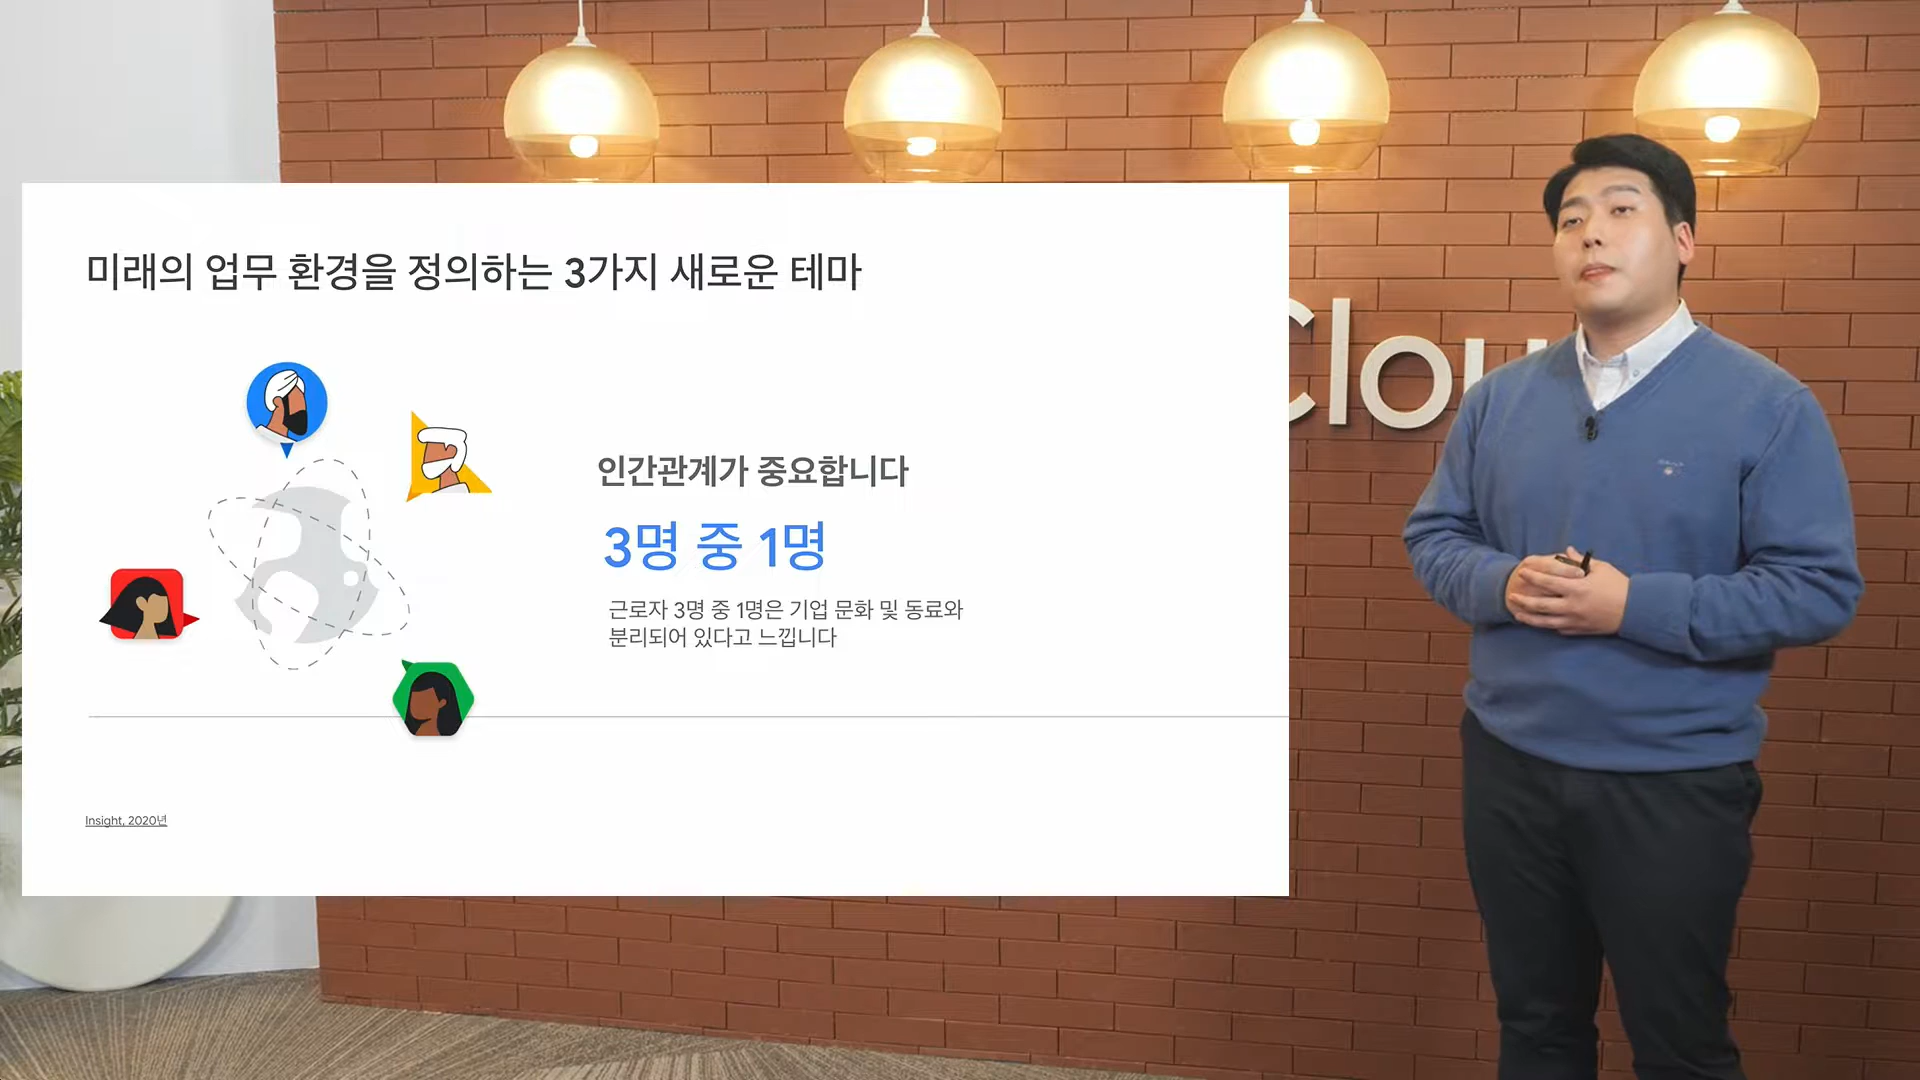 미래의 업무 환경을 정의하는 3가지 새로운 테마
인간관계가 중요합니다
3명 중 1명
근로자 3명 중 1명은 기업 문화 및 동료와
분리되어 있다고 느낍니다
Insight, 2020년
Clou